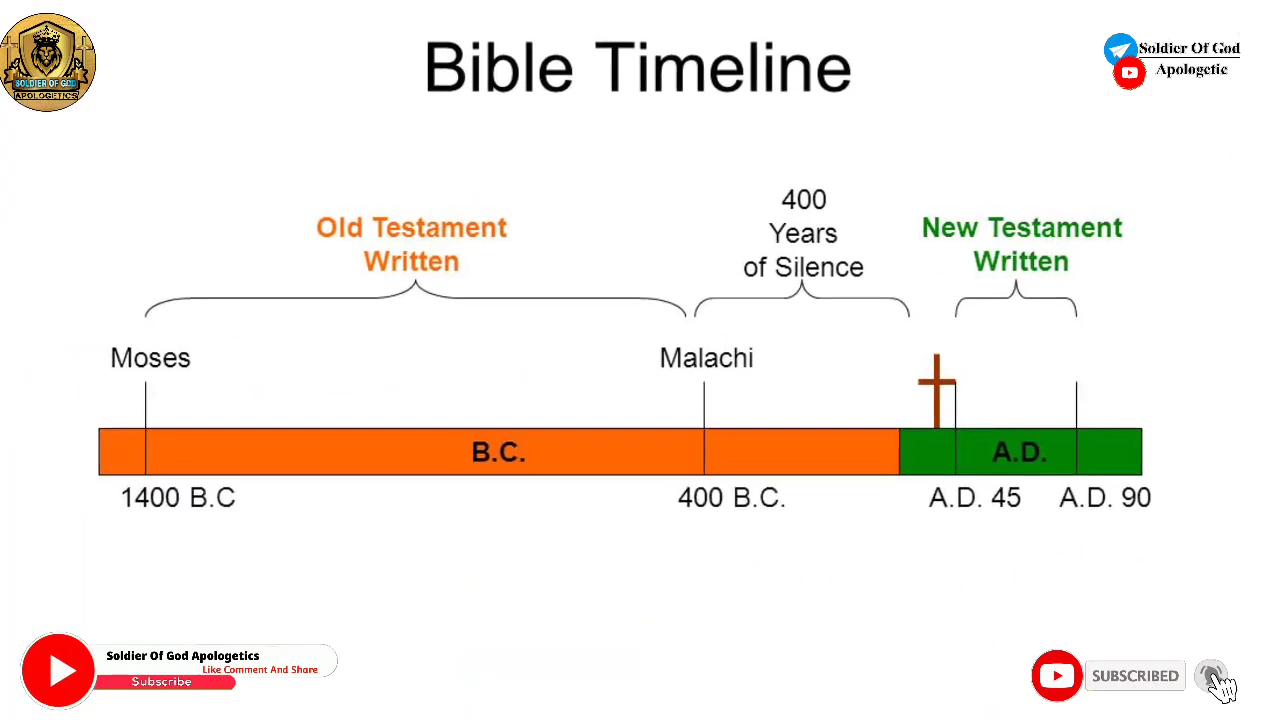 SOLDIER OF GOD
APOLOGETICS
Bible Timeline
Soldier Of God
Apologetic
Old Testament
Written
400
Years
of Silence
New Testament
Written
Moses
Malachi
B.C.
A.D.
1400 B.C
400 B.C.
A.D. 45
A.D. 90
Soldier Of God Apologetics
Like Comment And Share
Subscribe
SUBSCRIBED